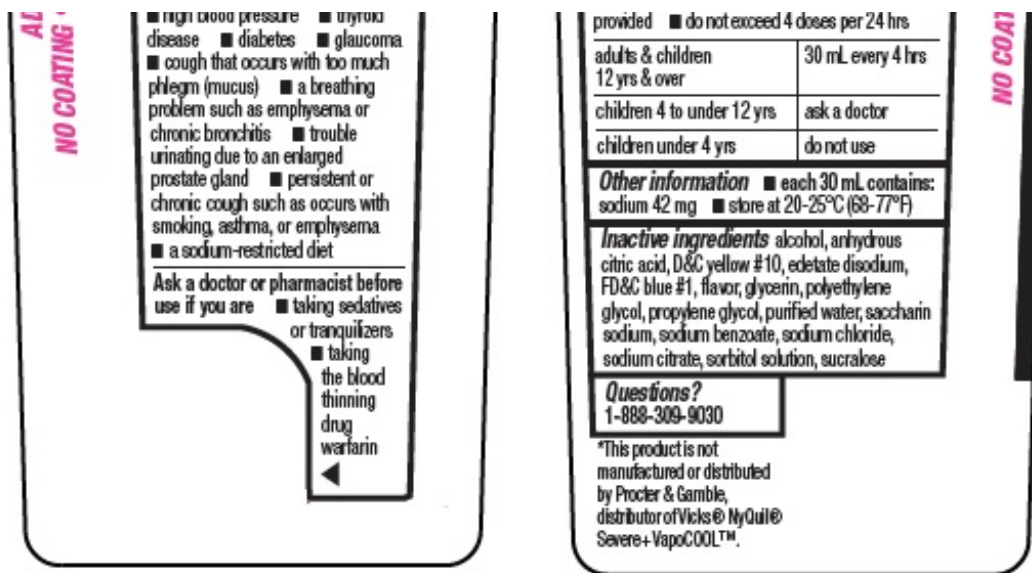 AD
NO COATING
■ high blood pressure ■ thyroid
disease ■ diabetes ■ glaucoma
■ cough that occurs with too much
phlegm (mucus) ■ a breathing
problem such as emphysema or
chronic bronchitis ■ trouble
urinating due to an enlarged
prostate gland ■ persistent or
chronic cough such as occurs with
smoking, asthma, or emphysema
■ a sodium-restricted diet
Ask a doctor or pharmacist before
use if you are ■ taking sedatives
or tranquilizers
■ taking
the blood
thinning
drug
warfarin
provided ■ do not exceed 4 doses per 24 hrs
adults & children 30 mL every 4 hrs
12 yrs & over
children 4 to under 12 yrs ask a doctor
children under 4 yrs do not use
Other information ■ each 30 mL contains:
sodium 42 mg ■ store at 20-25°C (68-77°F)
Inactive ingredients alcohol, anhydrous
citric acid, D&C yellow #10, edetate disodium,
FD&C blue #1, flavor, glycerin, polyethylene
glycol, propylene glycol, purified water, saccharin
sodium, sodium benzoate, sodium chloride,
sodium citrate, sorbitol solution, sucralose
Questions?
1-888-309-9030
*This product is not
manufactured or distributed
by Procter & Gamble,
distributor of Vicks® NyQuil®
Severe+ VapoCOOL™.
NO COAT